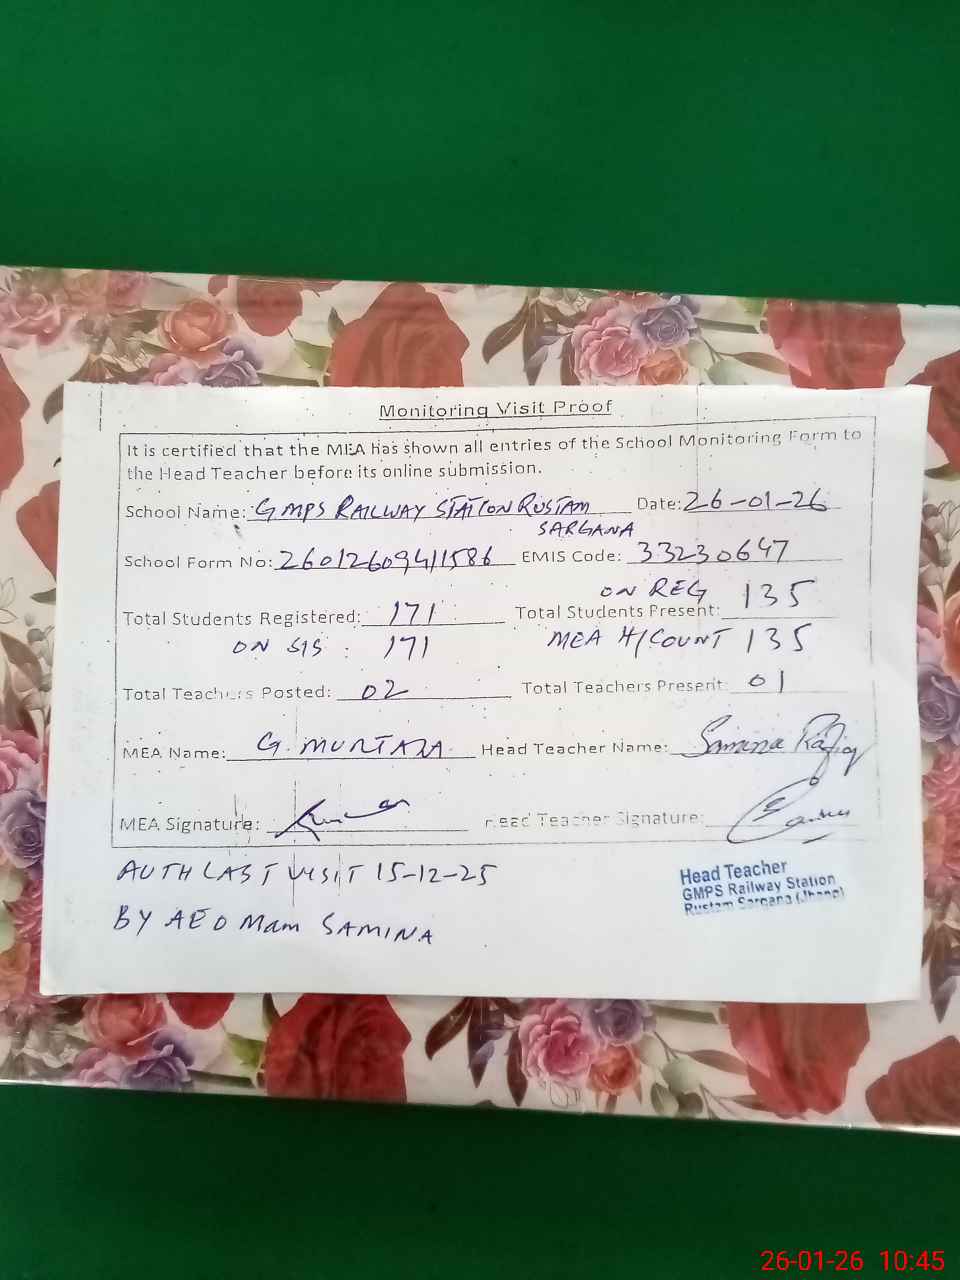 Monitoring Visit Proof
It is certified that the MEA has shown all entries of the School Monitoring Form to
the Head Teacher before its online submission.
School Name: GMPS RAILWAY STATION RUSTAM Date: 26-01-26
SARGANA
School Form No: 26012609411586 EMIS Code: 33230647
ON REG
Total Students Registered: 171 Total Students Present: 135
ON SIS : 171 MEA H/COUNT 135
Total Teachers Posted: 02 Total Teachers Present: 01
MEA Name: G. MURTAZA Head Teacher Name: Samina Rafiq
MEA Signature: Head Teacher Signature:
AUTH LAST VISIT 15-12-25
BY AEO Mam SAMINA
Head Teacher
GMPS Railway Station
Rustam Sargana (Jhang)
26-01-26 10:45